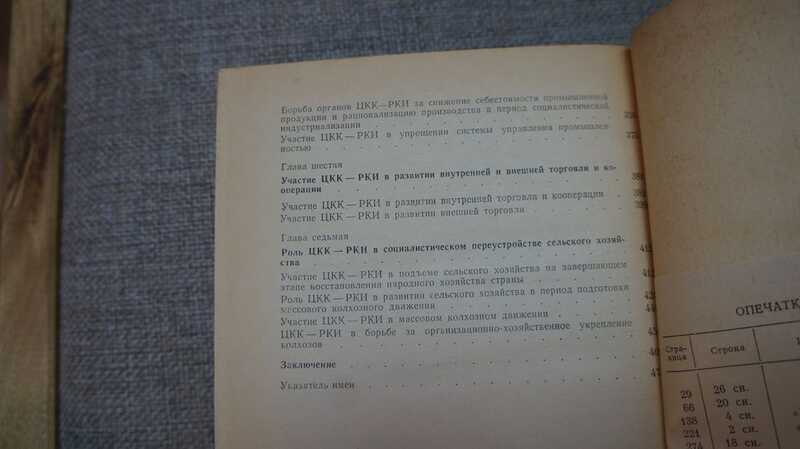 Борьба органов ЦКК—РКИ за снижение себестоимости промышленной
продукции и рационализацию производства в период социалистической
индустриализации . . . . . . . . . . .
Участие ЦКК—РКИ в упрощении системы управления промышлен-
ностью . . . . . . . . . . . . .
Глава шестая
Участие ЦКК—РКИ в развитии внутренней и внешней торговли и ко-
операции . . . . . . . . . . . .
Участие ЦКК—РКИ в развитии внутренней торговли и кооперации .
Участие ЦКК—РКИ в развитии внешней торговли . . . . .
Глава седьмая
Роль ЦКК—РКИ в социалистическом переустройстве сельского хозяй-
ства . . . . . . . . . . . . .
Участие ЦКК—РКИ в подъеме сельского хозяйства на завершающем
этапе восстановления народного хозяйства страны . . . . .
Роль ЦКК—РКИ в развитии сельского хозяйства в период подготовки
массового колхозного движения . . . . . . . .
Участие ЦКК—РКИ в массовом колхозном движении . . . .
ЦКК—РКИ в борьбе за организационно-хозяйственное укрепление
колхозов . . . . . . . . . . . .
Заключение . . . . . . . . . . .
Указатель имен . . . . . . . . . .
ОПЕЧАТК
Стра-
ница
Строка
29 26 сн.
66 20 сн.
138 4 сн.
221 2 сн.
274 18 сн.